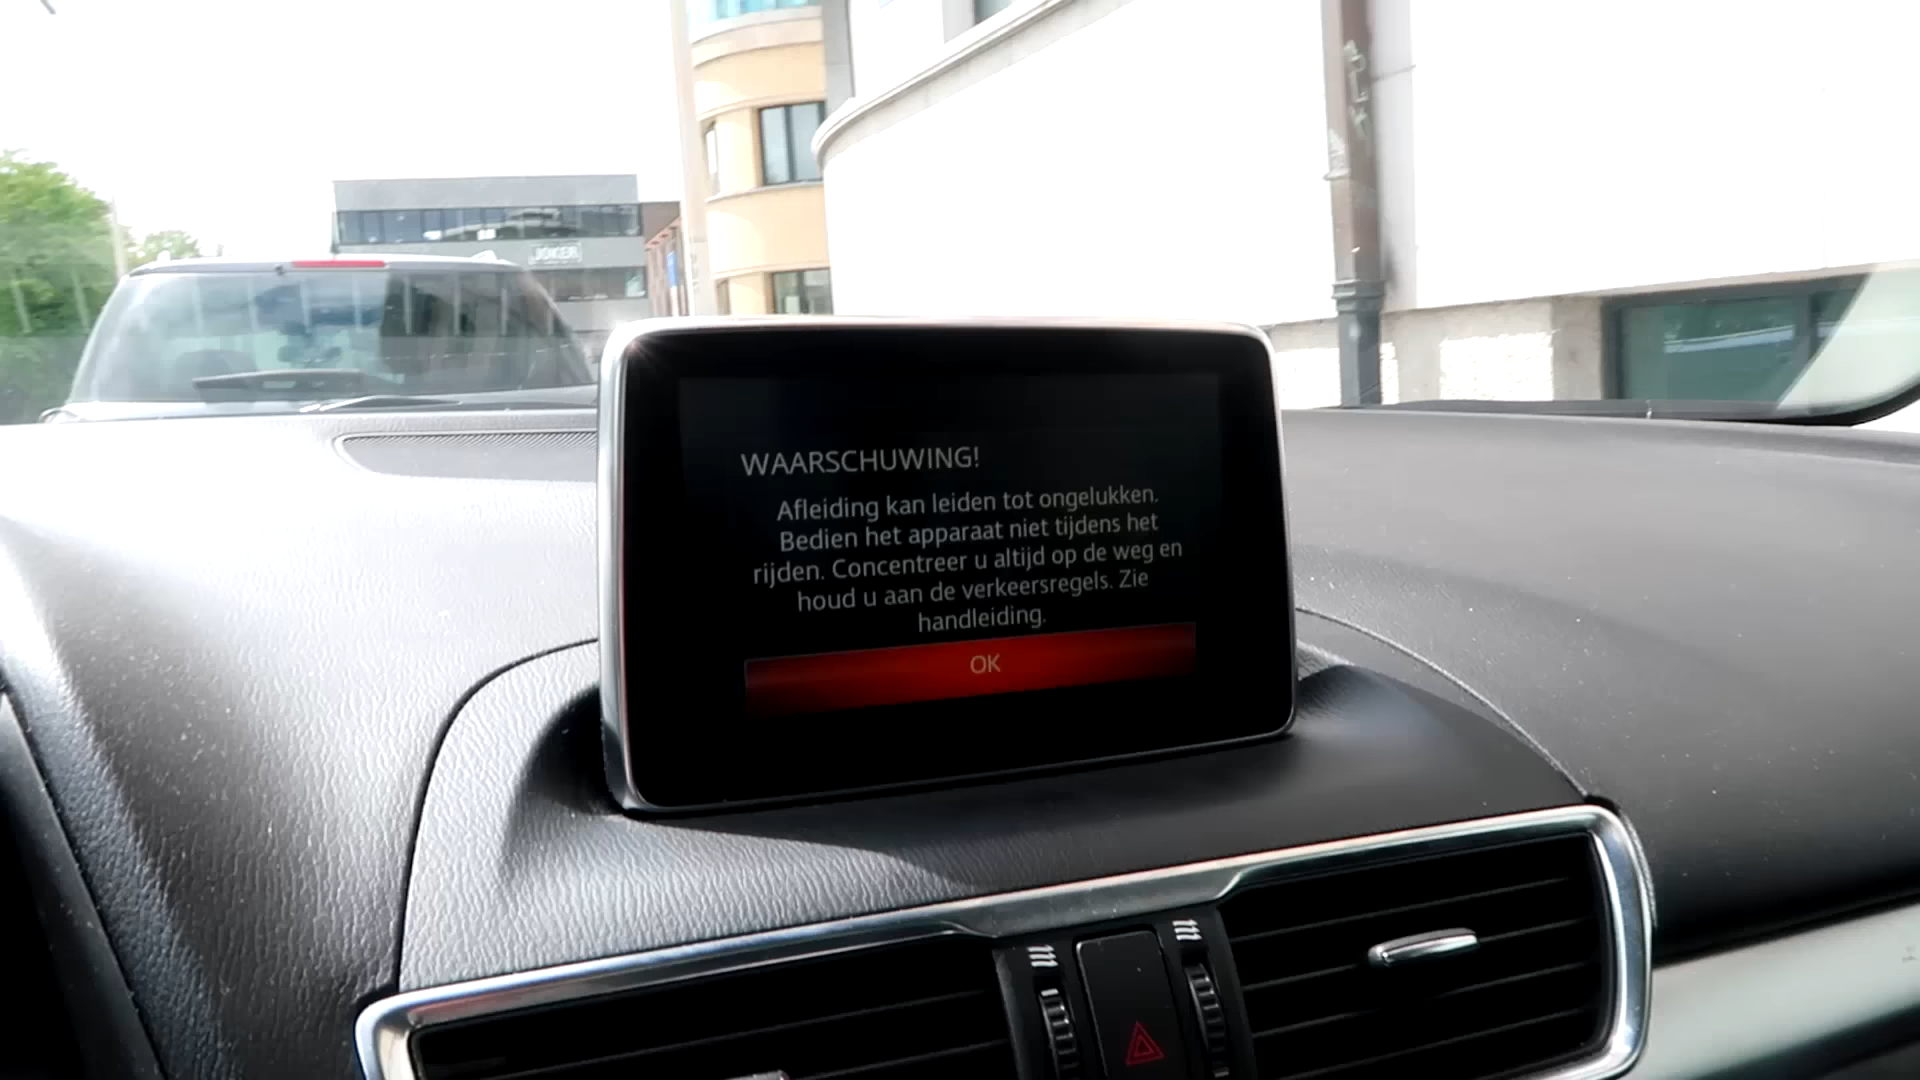 JOKER
WAARSCHUWING!
Afleiding kan leiden tot ongelukken.
Bedien het apparaat niet tijdens het
rijden. Concentreer u altijd op de weg en
houd u aan de verkeersregels. Zie
handleiding.
OK